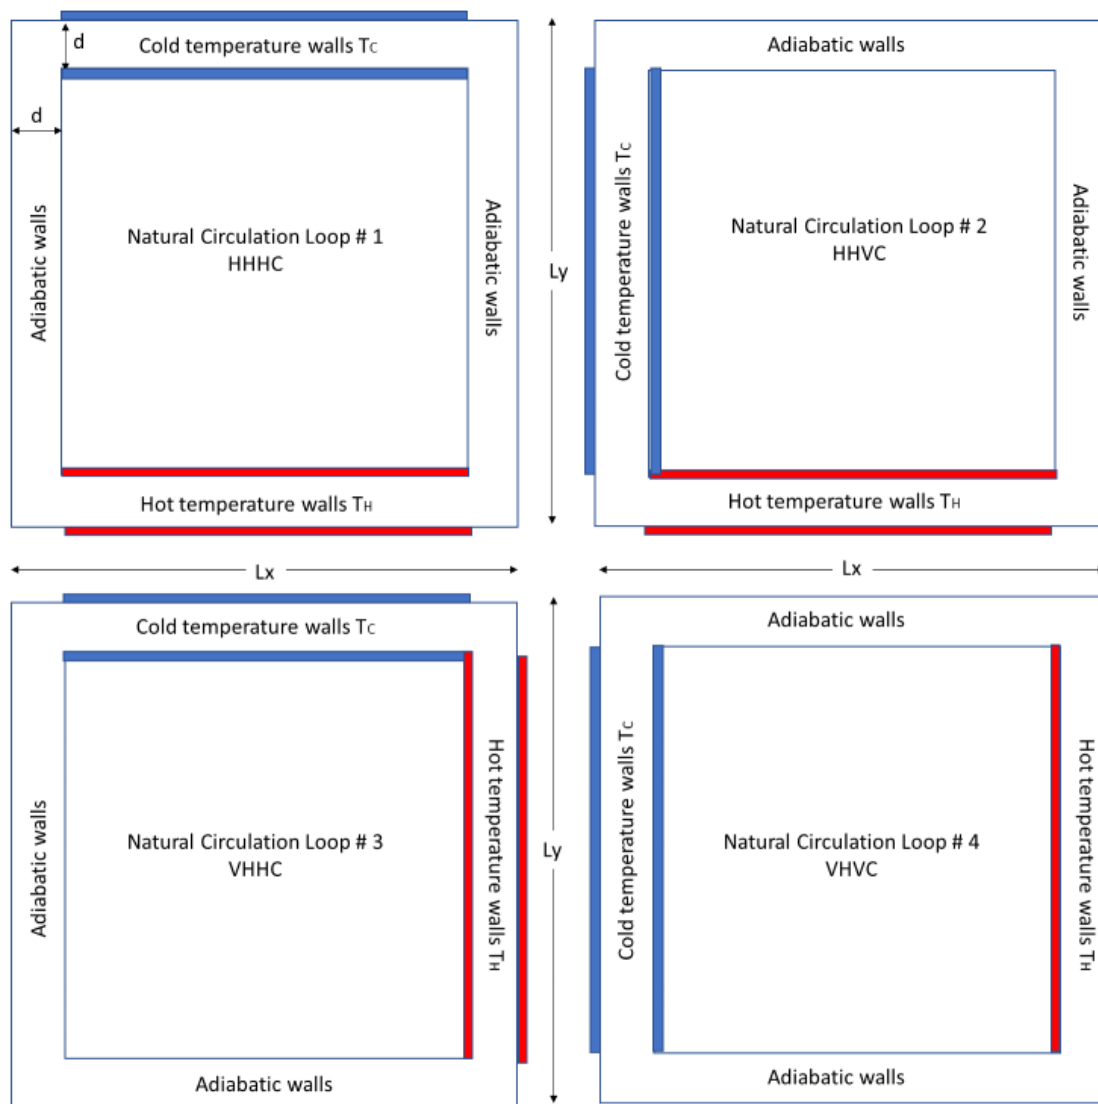 d
Cold temperature walls TC
d
Adiabatic walls
Natural Circulation Loop # 1
HHHC
Adiabatic walls
Hot temperature walls TH
Lx
Ly
Adiabatic walls
Cold temperature walls TC
Natural Circulation Loop # 2
HHVC
Adiabatic walls
Hot temperature walls TH
Lx
Cold temperature walls TC
Adiabatic walls
Natural Circulation Loop # 3
VHHC
Hot temperature walls TH
Adiabatic walls
Ly
Adiabatic walls
Cold temperature walls TC
Natural Circulation Loop # 4
VHVC
Hot temperature walls TH
Adiabatic walls